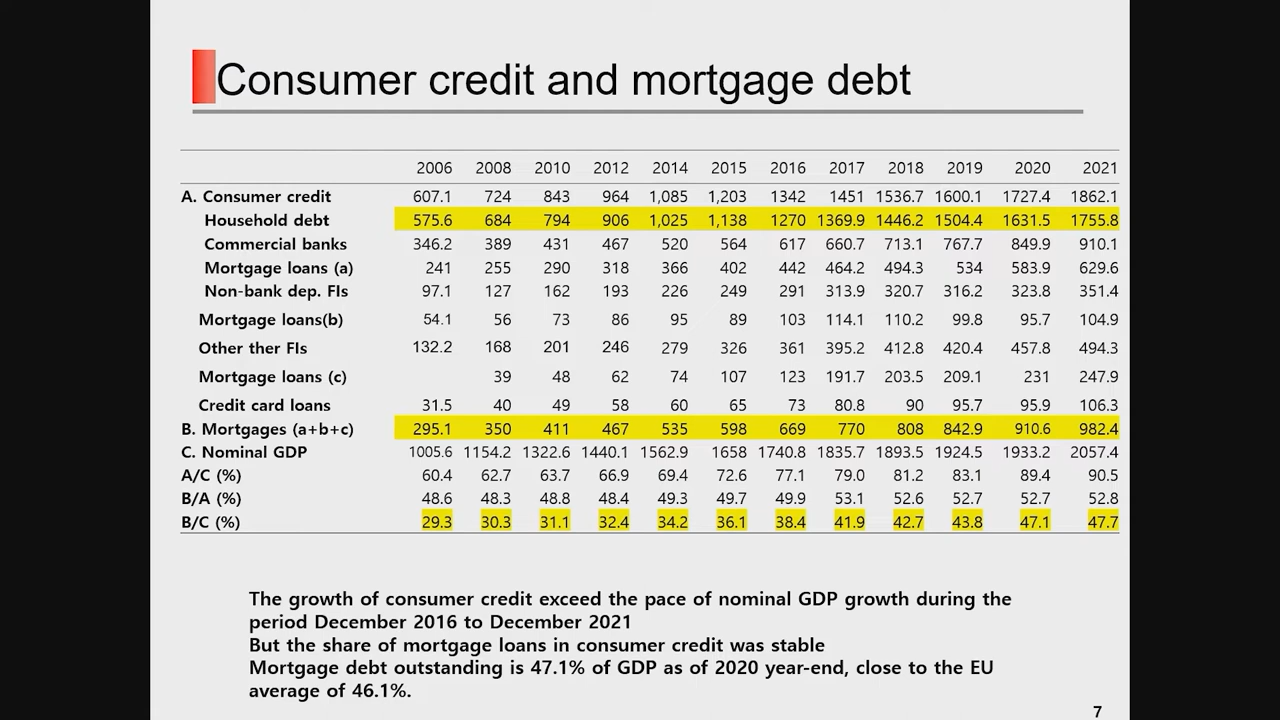 Consumer credit and mortgage debt
2006 2008 2010 2012 2014 2015 2016 2017 2018 2019 2020 2021
A. Consumer credit 607.1 724 843 964 1,085 1,203 1342 1451 1536.7 1600.1 1727.4 1862.1
Household debt 575.6 684 794 906 1,025 1,138 1270 1369.9 1446.2 1504.4 1631.5 1755.8
Commercial banks 346.2 389 431 467 520 564 617 660.7 713.1 767.7 849.9 910.1
Mortgage loans (a) 241 255 290 318 366 402 442 464.2 494.3 534 583.9 629.6
Non-bank dep. FIs 97.1 127 162 193 226 249 291 313.9 320.7 316.2 323.8 351.4
Mortgage loans(b) 54.1 56 73 86 95 89 103 114.1 110.2 99.8 95.7 104.9
Other ther FIs 132.2 168 201 246 279 326 361 395.2 412.8 420.4 457.8 494.3
Mortgage loans (c) 39 48 62 74 107 123 191.7 203.5 209.1 231 247.9
Credit card loans 31.5 40 49 58 60 65 73 80.8 90 95.7 95.9 106.3
B. Mortgages (a+b+c) 295.1 350 411 467 535 598 669 770 808 842.9 910.6 982.4
C. Nominal GDP 1005.6 1154.2 1322.6 1440.1 1562.9 1658 1740.8 1835.7 1893.5 1924.5 1933.2 2057.4
A/C (%) 60.4 62.7 63.7 66.9 69.4 72.6 77.1 79.0 81.2 83.1 89.4 90.5
B/A (%) 48.6 48.3 48.8 48.4 49.3 49.7 49.9 53.1 52.6 52.7 52.7 52.8
B/C (%) 29.3 30.3 31.1 32.4 34.2 36.1 38.4 41.9 42.7 43.8 47.1 47.7
The growth of consumer credit exceed the pace of nominal GDP growth during the
period December 2016 to December 2021
But the share of mortgage loans in consumer credit was stable
Mortgage debt outstanding is 47.1% of GDP as of 2020 year-end, close to the EU
average of 46.1%.
7